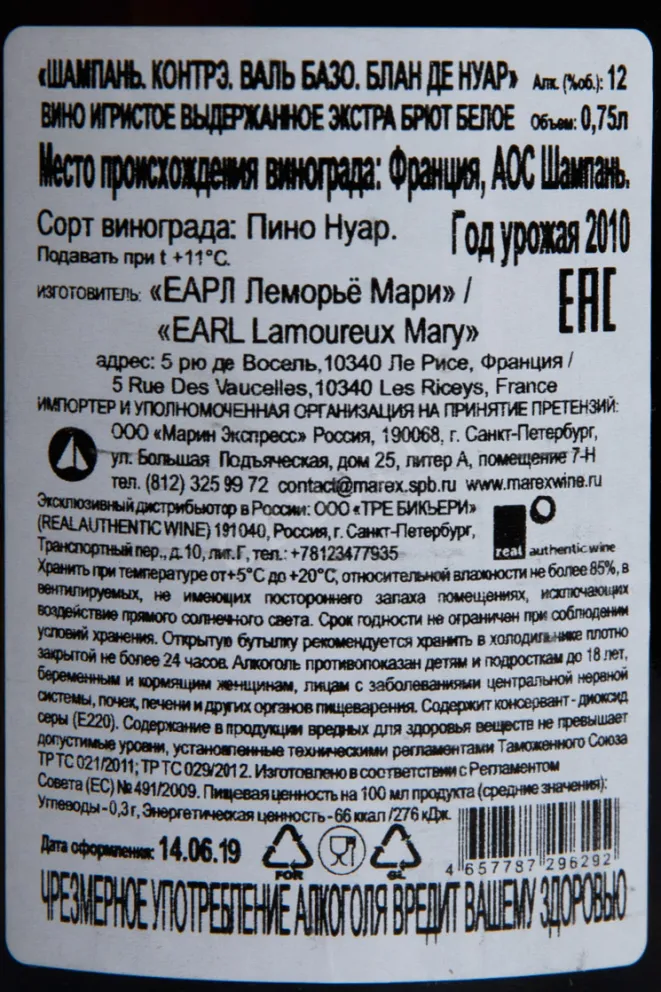 «ШАМПАНЬ. КОНТРЭ. ВАЛЬ БАЗО. БЛАН ДЕ НУАР» Алк. (%об.): 12
ВИНО ИГРИСТОЕ ВЫДЕРЖАННОЕ ЭКСТРА БРЮТ БЕЛОЕ Объем: 0,75л
Место происхождения винограда: Франция, АОС Шампань.
Сорт винограда: Пино Нуар. Год урожая 2010
Подавать при t +11°C.
ИЗГОТОВИТЕЛЬ: «ЕАРЛ Леморьё Мари» /
«EARL Lamoureux Mary»
EAC
адрес: 5 рю де Восель,10340 Ле Рисе, Франция /
5 Rue Des Vaucelles,10340 Les Riceys, France
ИМПОРТЕР И УПОЛНОМОЧЕННАЯ ОРГАНИЗАЦИЯ НА ПРИНЯТИЕ ПРЕТЕНЗИЙ:
ООО «Марин Экспресс» Россия, 190068, г. Санкт-Петербург,
ул. Большая Подъяческая, дом 25, литер А, помещение 7-Н
тел. (812) 325 99 72 contact@marex.spb.ru www.marexwine.ru
Эксклюзивный дистрибьютор в России: ООО «ТРЕ БИКЬЕРИ»
(REALAUTHENTIC WINE) 191040, Россия, г. Санкт-Петербург,
Транспортный пер., д.10, лит.Г, тел.: +78123477935
real authentic wine
Хранить при температуре от+5°С до +20°С, относительной влажности не более 85%, в
вентилируемых, не имеющих постороннего запаха помещениях, исключающих
воздействие прямого солнечного света. Срок годности не ограничен при соблюдении
условий хранения. Открытую бутылку рекомендуется хранить в холодильнике плотно
закрытой не более 24 часов. Алкоголь противопоказан детям и подросткам до 18 лет,
беременным и кормящим женщинам, лицам с заболеваниями центральной нервной
системы, почек, печени и других органов пищеварения. Содержит консервант - диоксид
серы (Е220). Содержание в продукции вредных для здоровья веществ не превышает
допустимые уровни, установленные техническими регламентами Таможенного Союза
ТР ТС 021/2011; ТР ТС 029/2012. Изготовлено в соответствии с Регламентом
Совета (ЕС) №491/2009. Пищевая ценность на 100 мл продукта (средние значения):
Углеводы - 0,3 г, Энергетическая ценность - 66 ккал /276 кДж.
Дата оформления: 14.06.19
FOR
GL
4 657787 296292
ЧРЕЗМЕРНОЕ УПОТРЕБЛЕНИЕ АЛКОГОЛЯ ВРЕДИТ ВАШЕМУ ЗДОРОВЬЮ